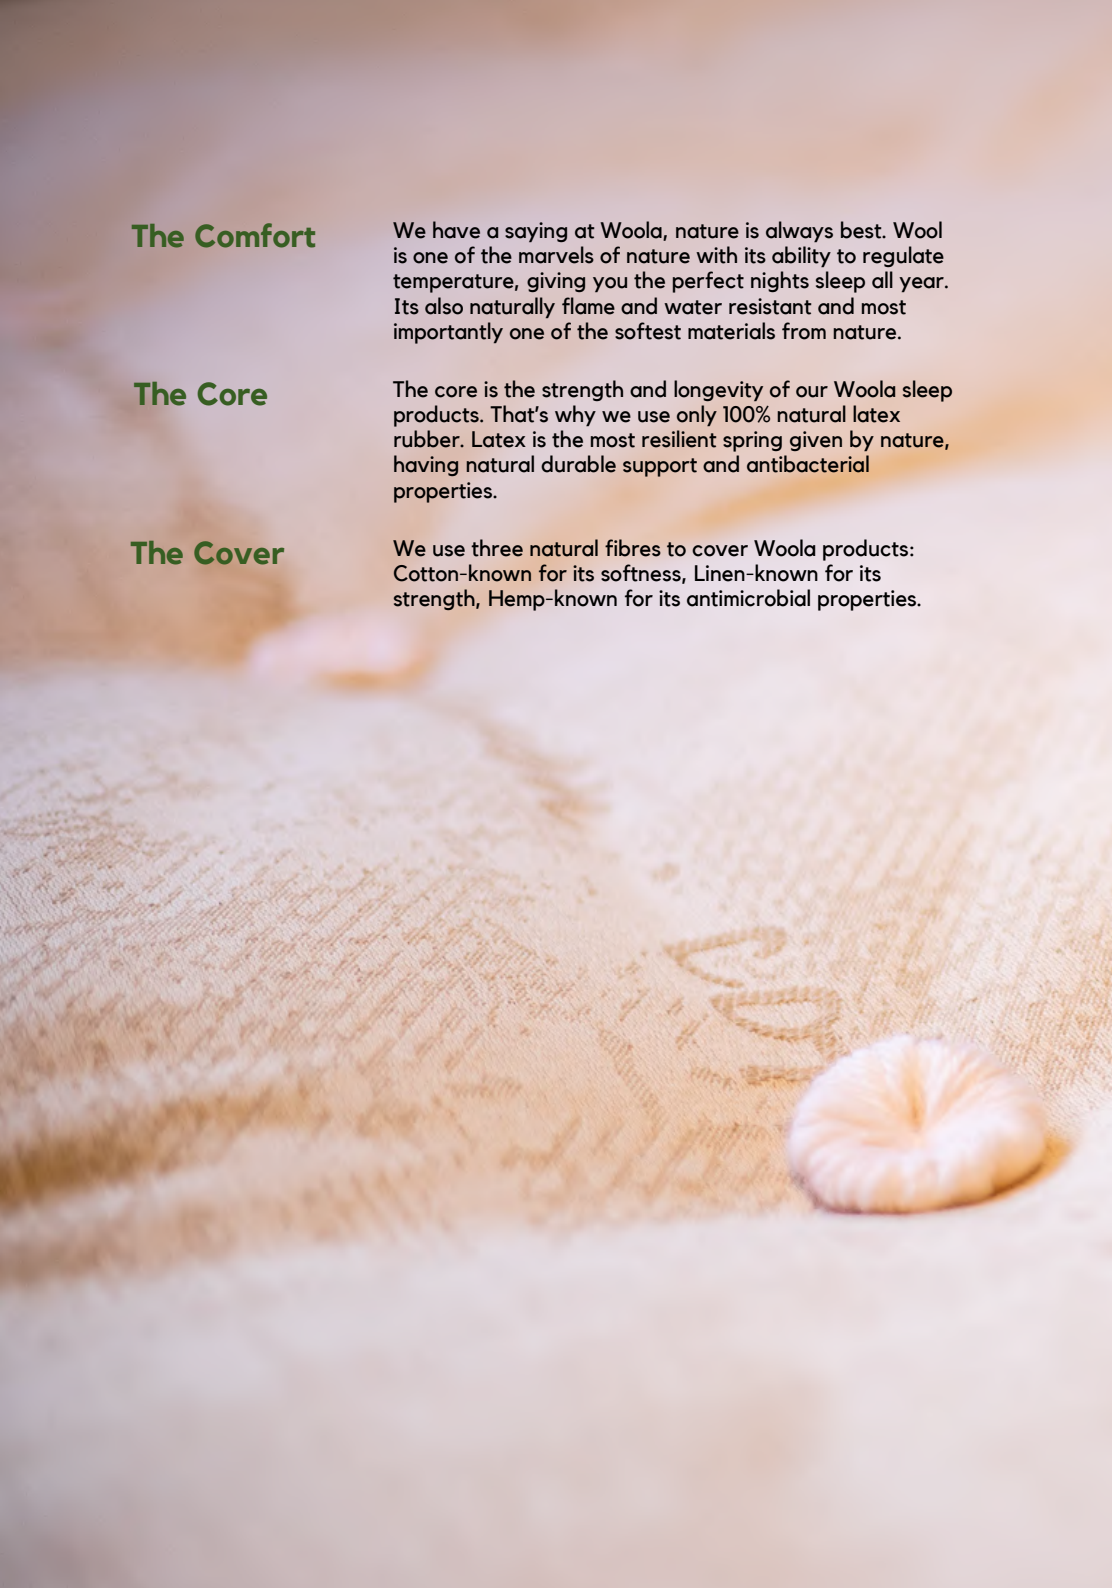 The Comfort
We have a saying at Woola, nature is always best. Wool
is one of the marvels of nature with its ability to regulate
temperature, giving you the perfect nights sleep all year.
Its also naturally flame and water resistant and most
importantly one of the softest materials from nature.
The Core
The core is the strength and longevity of our Woola sleep
products. That's why we use only 100% natural latex
rubber. Latex is the most resilient spring given by nature,
having natural durable support and antibacterial
properties.
The Cover
We use three natural fibres to cover Woola products:
Cotton-known for its softness, Linen-known for its
strength, Hemp-known for its antimicrobial properties.